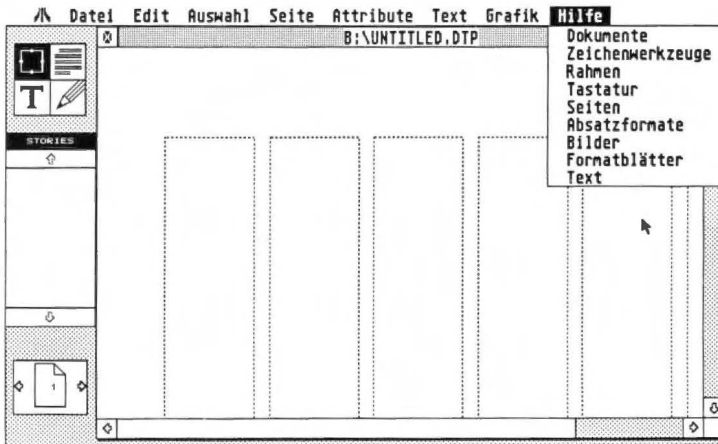 Datei Edit Auswahl Seite Attribute Text Grafik Hilfe
B:\UNTITLED.DTP
Dokumente
Zeichenwerkzeuge
Rahmen
Tastatur
Seiten
Absatzformate
Bilder
Formatblätter
Text
T
STORIES
1